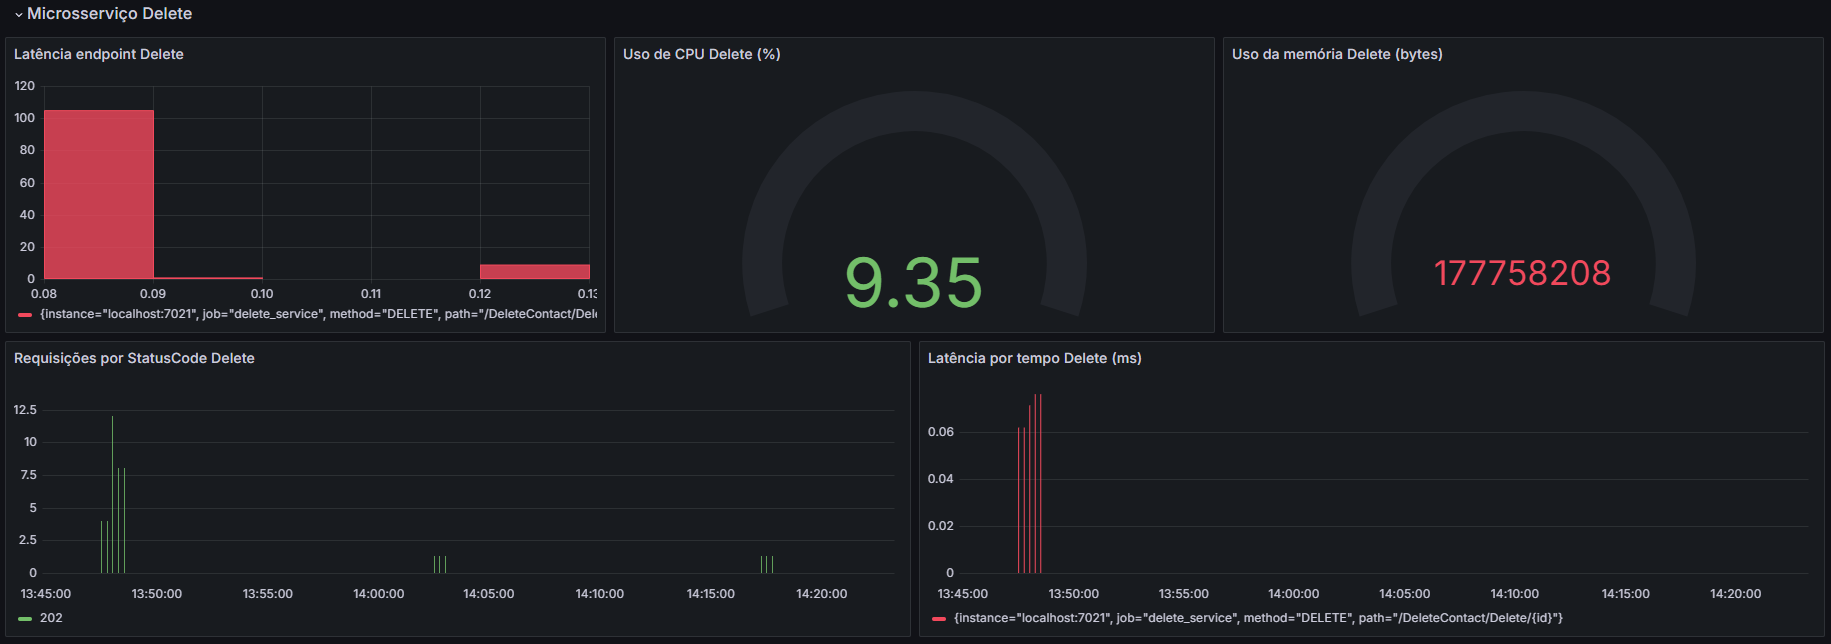 Microsserviço Delete
Latência endpoint Delete
120
100
80
60
40
20
0
0.08 0.09 0.10 0.11 0.12 0.13
{instance="localhost:7021", job="delete_service", method="DELETE", path="/DeleteContact/Del
Uso de CPU Delete (%)
9.35
Uso da memória Delete (bytes)
177758208
Requisições por StatusCode Delete
12.5
10
7.5
5
2.5
0
13:45:00 13:50:00 13:55:00 14:00:00 14:05:00 14:10:00 14:15:00 14:20:00
202
Latência por tempo Delete (ms)
0.06
0.04
0.02
0
13:45:00 13:50:00 13:55:00 14:00:00 14:05:00 14:10:00 14:15:00 14:20:00
{instance="localhost:7021", job="delete_service", method="DELETE", path="/DeleteContact/Delete/{id}"}